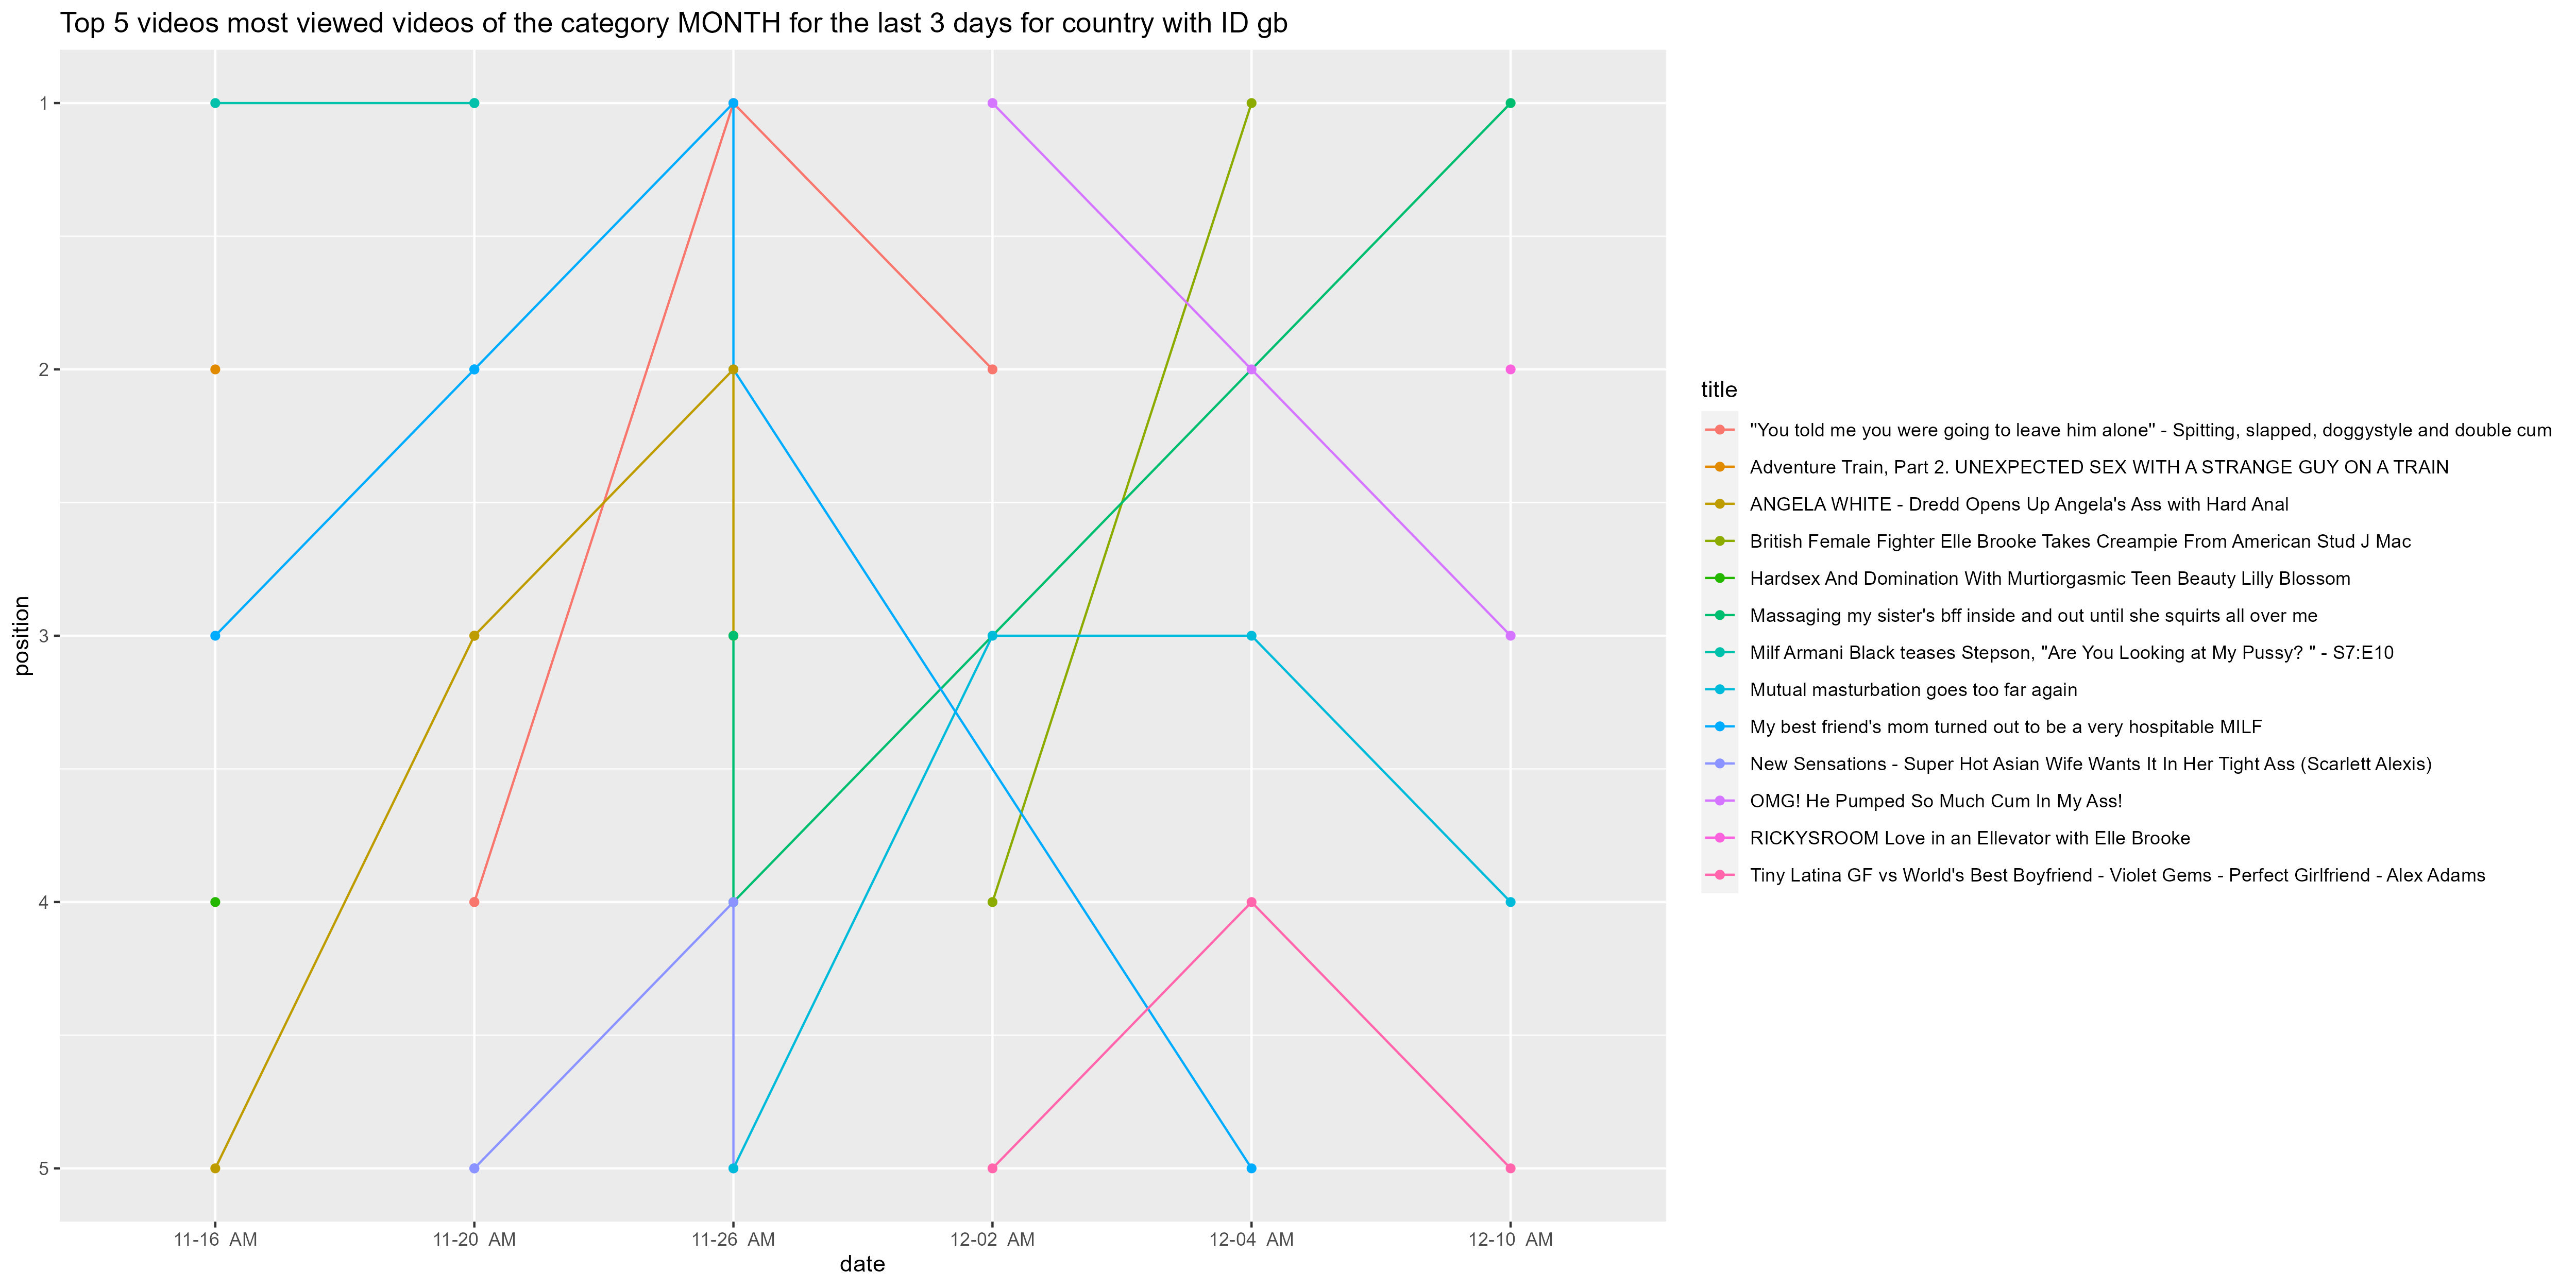 Top 5 videos most viewed videos of the category MONTH for the last 3 days for country with ID gb
1
2
3
4
5
position
11-16 AM
11-20 AM
11-26 AM
12-02 AM
12-04 AM
12-10 AM
date
title
"You told me you were going to leave him alone" - Spitting, slapped, doggystyle and double cum
Adventure Train, Part 2. UNEXPECTED SEX WITH A STRANGE GUY ON A TRAIN
ANGELA WHITE - Dredd Opens Up Angela's Ass with Hard Anal
British Female Fighter Elle Brooke Takes Creampie From American Stud J Mac
Hardsex And Domination With Murtiorgasmic Teen Beauty Lilly Blossom
Massaging my sister's bff inside and out until she squirts all over me
Milf Armani Black teases Stepson, "Are You Looking at My Pussy? " - S7:E10
Mutual masturbation goes too far again
My best friend's mom turned out to be a very hospitable MILF
New Sensations - Super Hot Asian Wife Wants It In Her Tight Ass (Scarlett Alexis)
OMG! He Pumped So Much Cum In My Ass!
RICKYSROOM Love in an Ellevator with Elle Brooke
Tiny Latina GF vs World's Best Boyfriend - Violet Gems - Perfect Girlfriend - Alex Adams